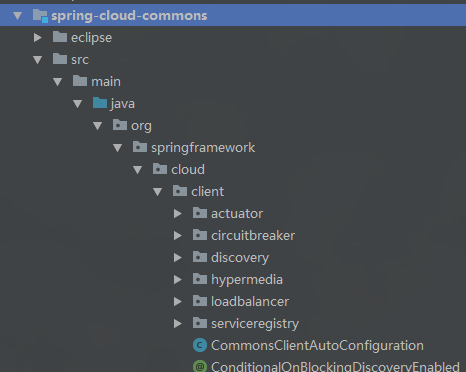 spring-cloud-commons
eclipse
src
main
java
org
springframework
cloud
client
actuator
circuitbreaker
discovery
hypermedia
loadbalancer
serviceregistry
CommonsClientAutoConfiguration
ConditionalOnBlockingDiscoveryEnabled